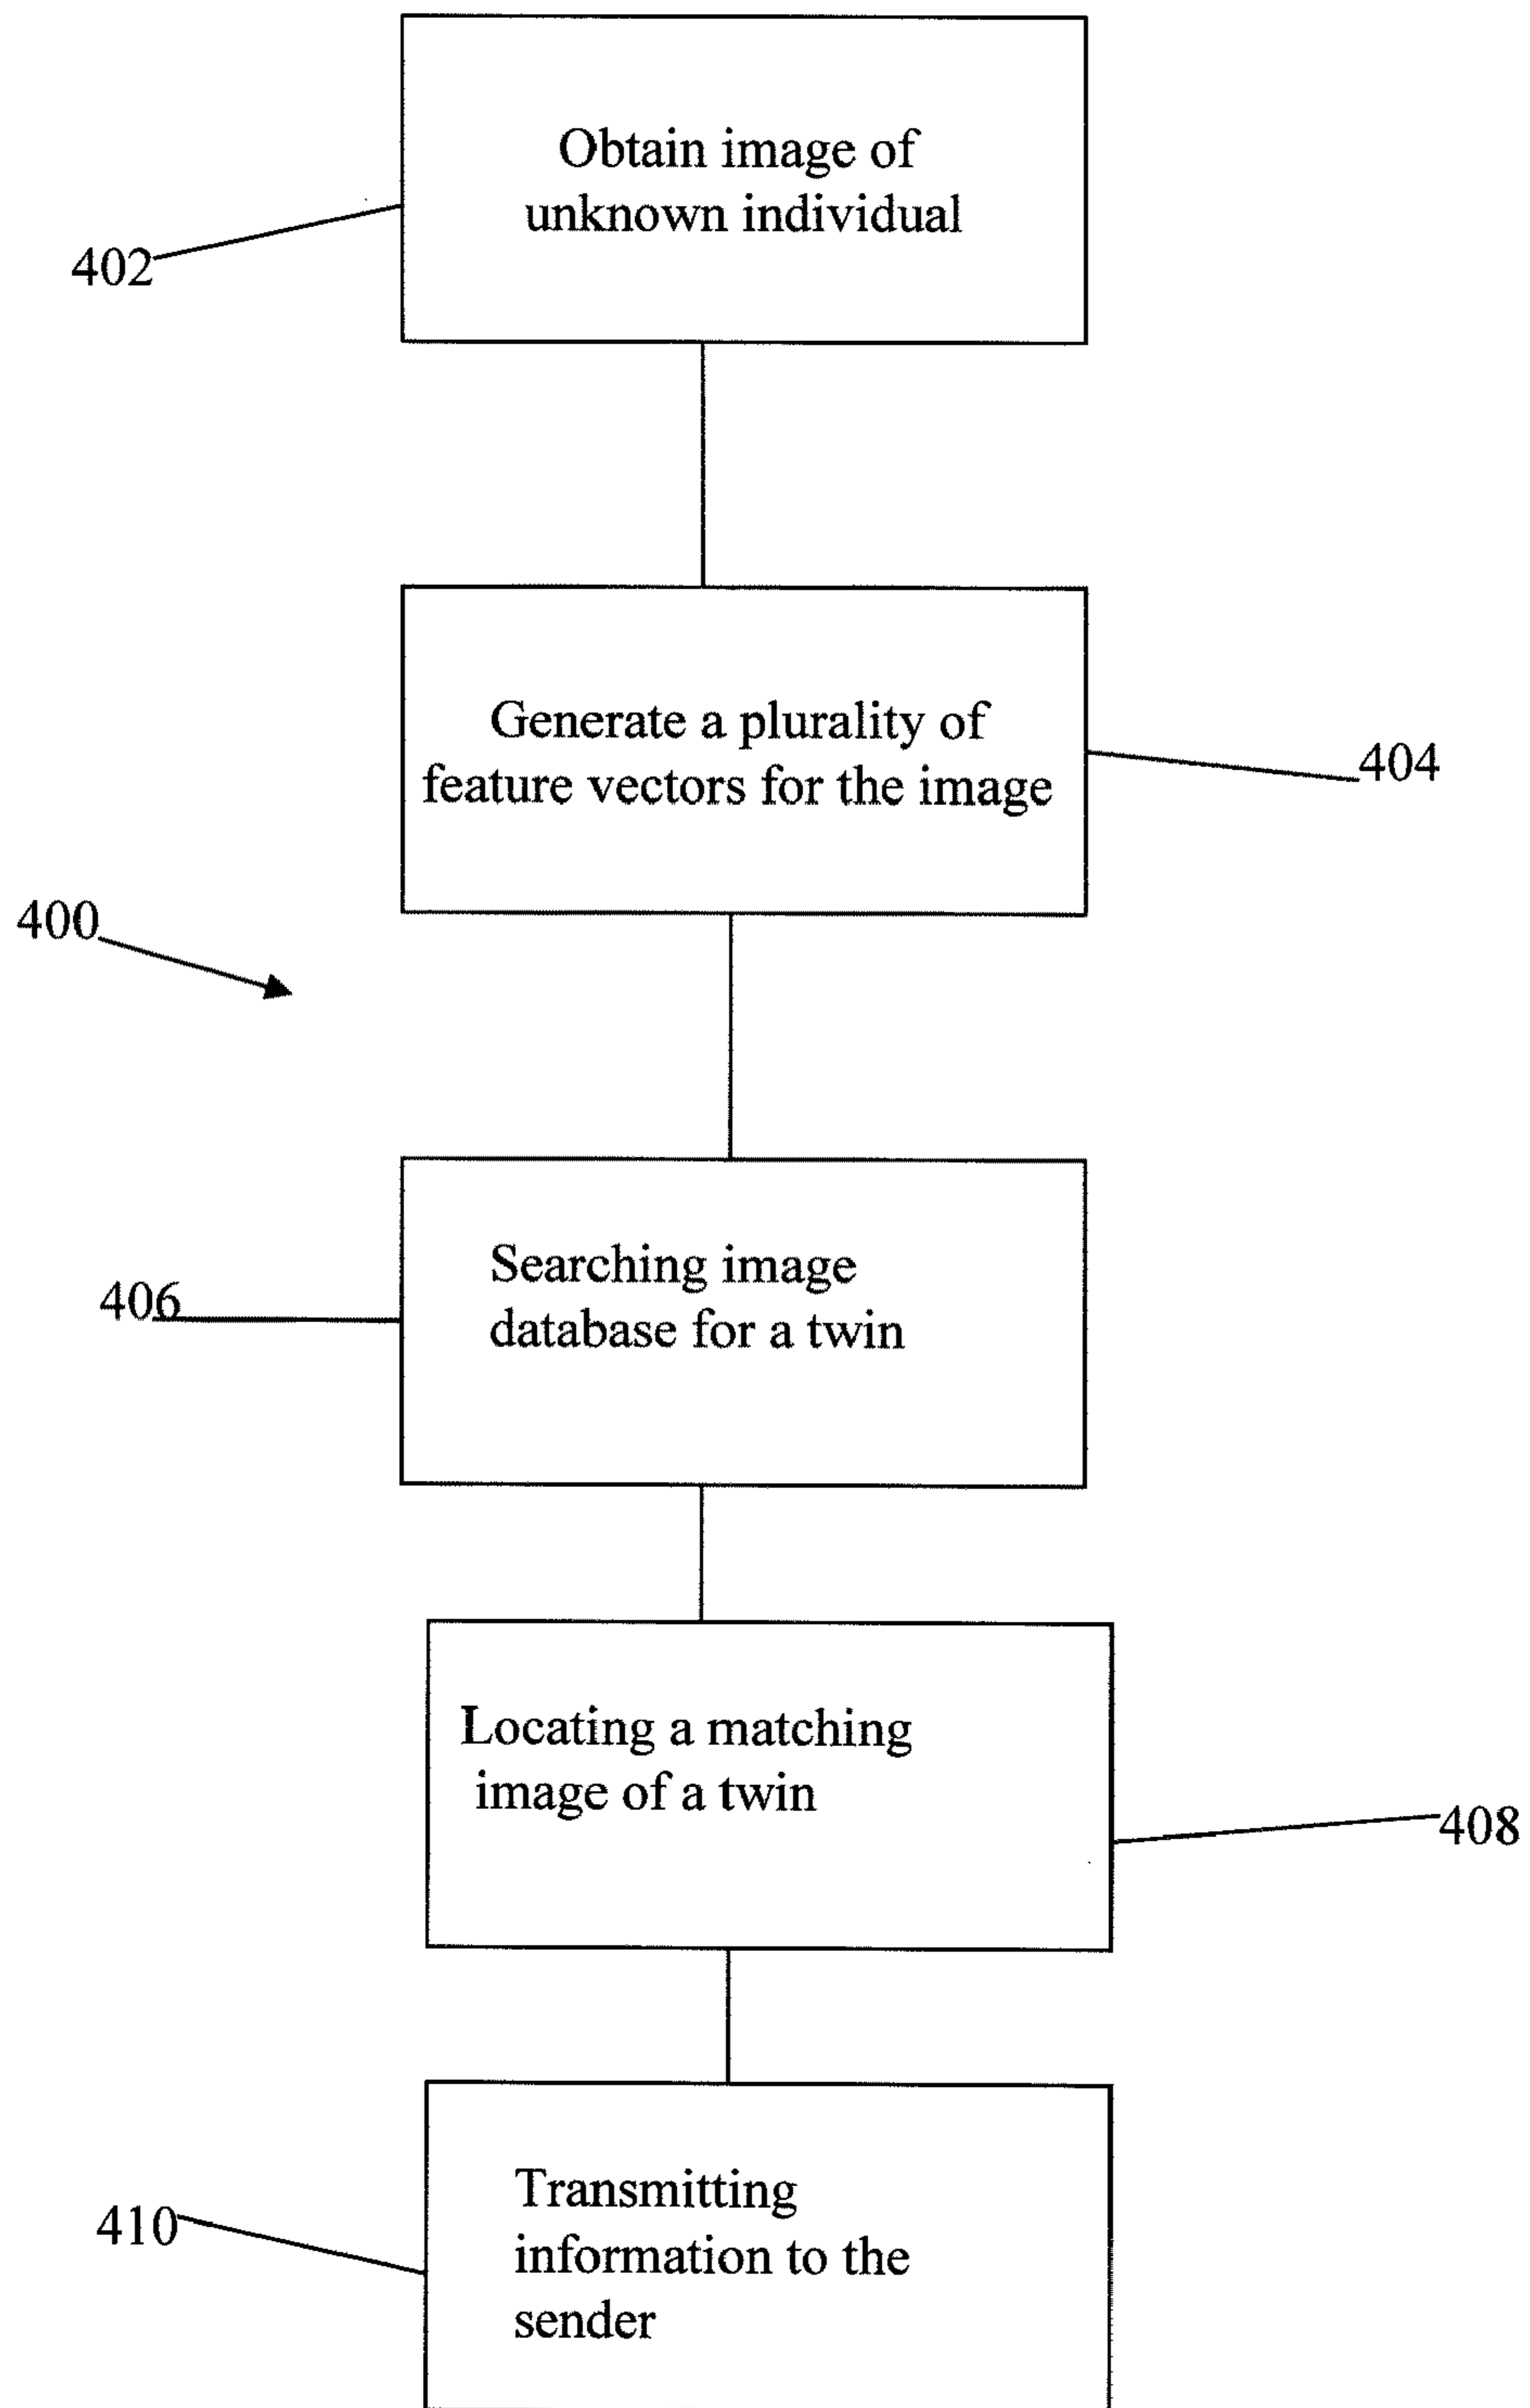 Obtain image of
unknown individual
402
Generate a plurality of
feature vectors for the image
404
400
Searching image
database for a twin
406
Locating a matching
image of a twin
408
Transmitting
information to the
sender
410